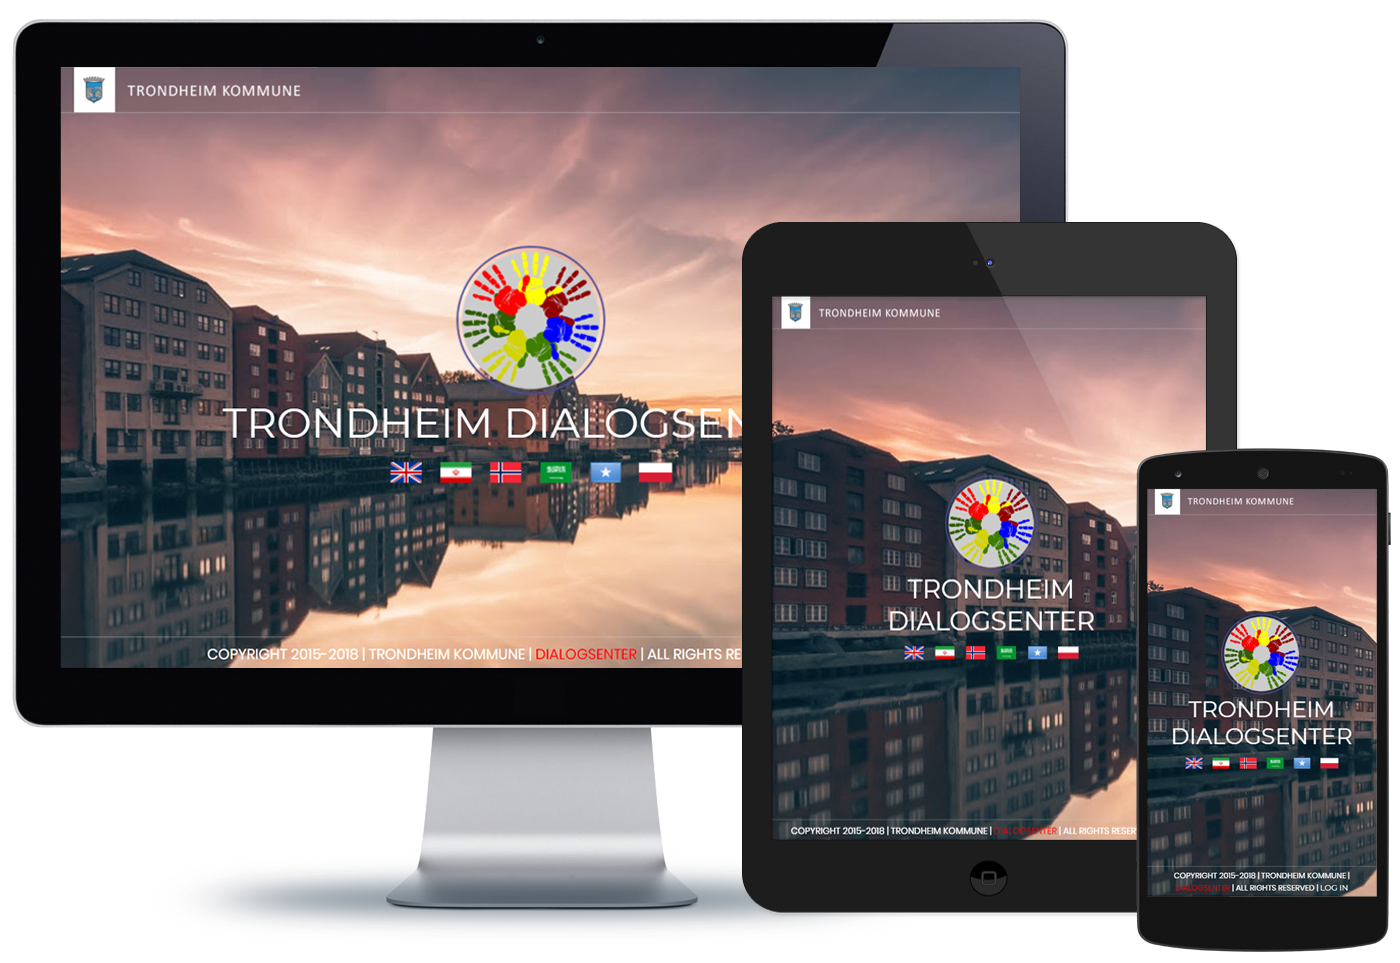 TRONDHEIM KOMMUNE
TRONDHEIM DIALOGSEN
COPYRIGHT 2015-2018 | TRONDHEIM KOMMUNE | DIALOGSENTER | ALL RIGHTS RE
TRONDHEIM KOMMUNE
TRONDHEIM
DIALOGSENTER
COPYRIGHT 2015-2018 | TRONDHEIM KOMMUNE | DIALOGSENTER | ALL RIGHTS RESER
TRONDHEIM KOMMUNE
TRONDHEIM
DIALOGSENTER
COPYRIGHT 2015-2018 | TRONDHEIM KOMMUNE |
DIALOGSENTER | ALL RIGHTS RESERVED | LOG IN